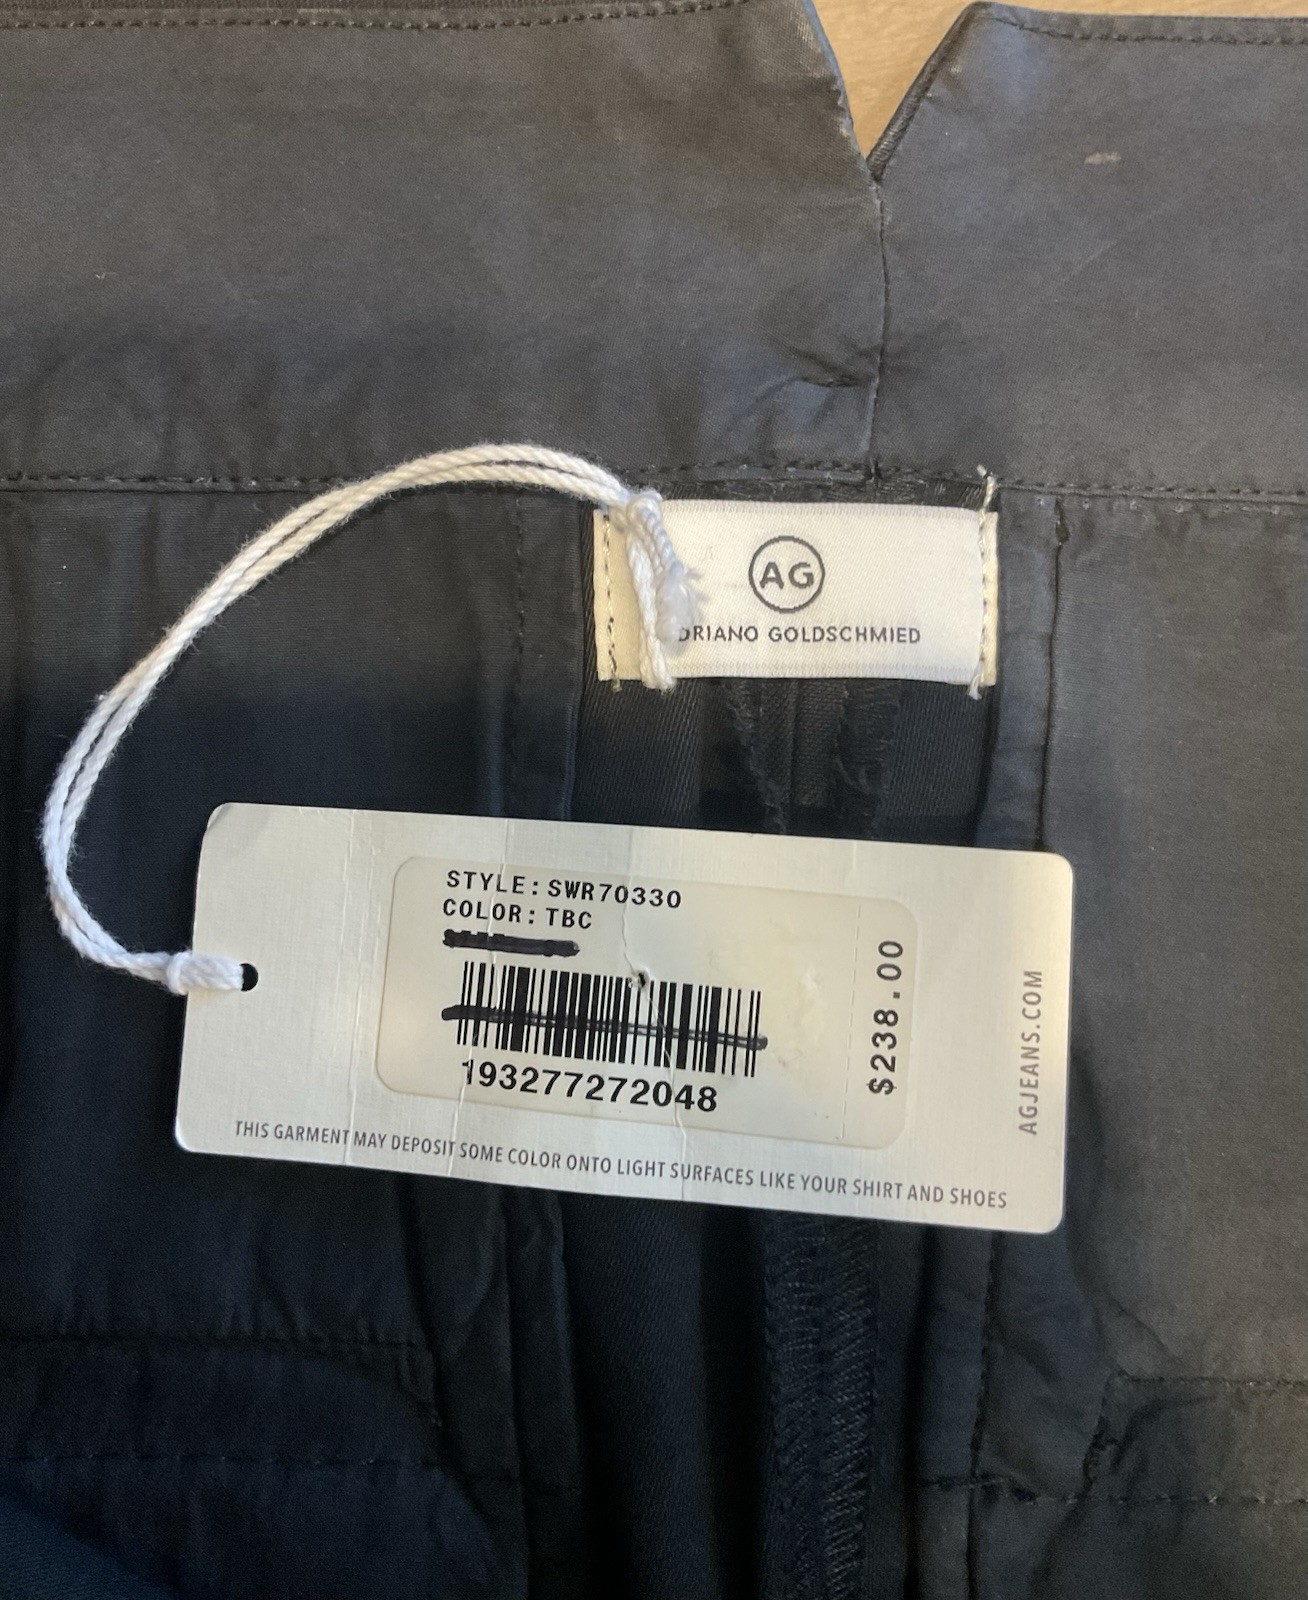 AG
DRIANO GOLDSCHMIED
STYLE: SWR70330
COLOR: TBC
193277272048
$238.00
AGJEANS.COM
THIS GARMENT MAY DEPOSIT SOME COLOR ONTO LIGHT SURFACES LIKE YOUR SHIRT AND SHOES